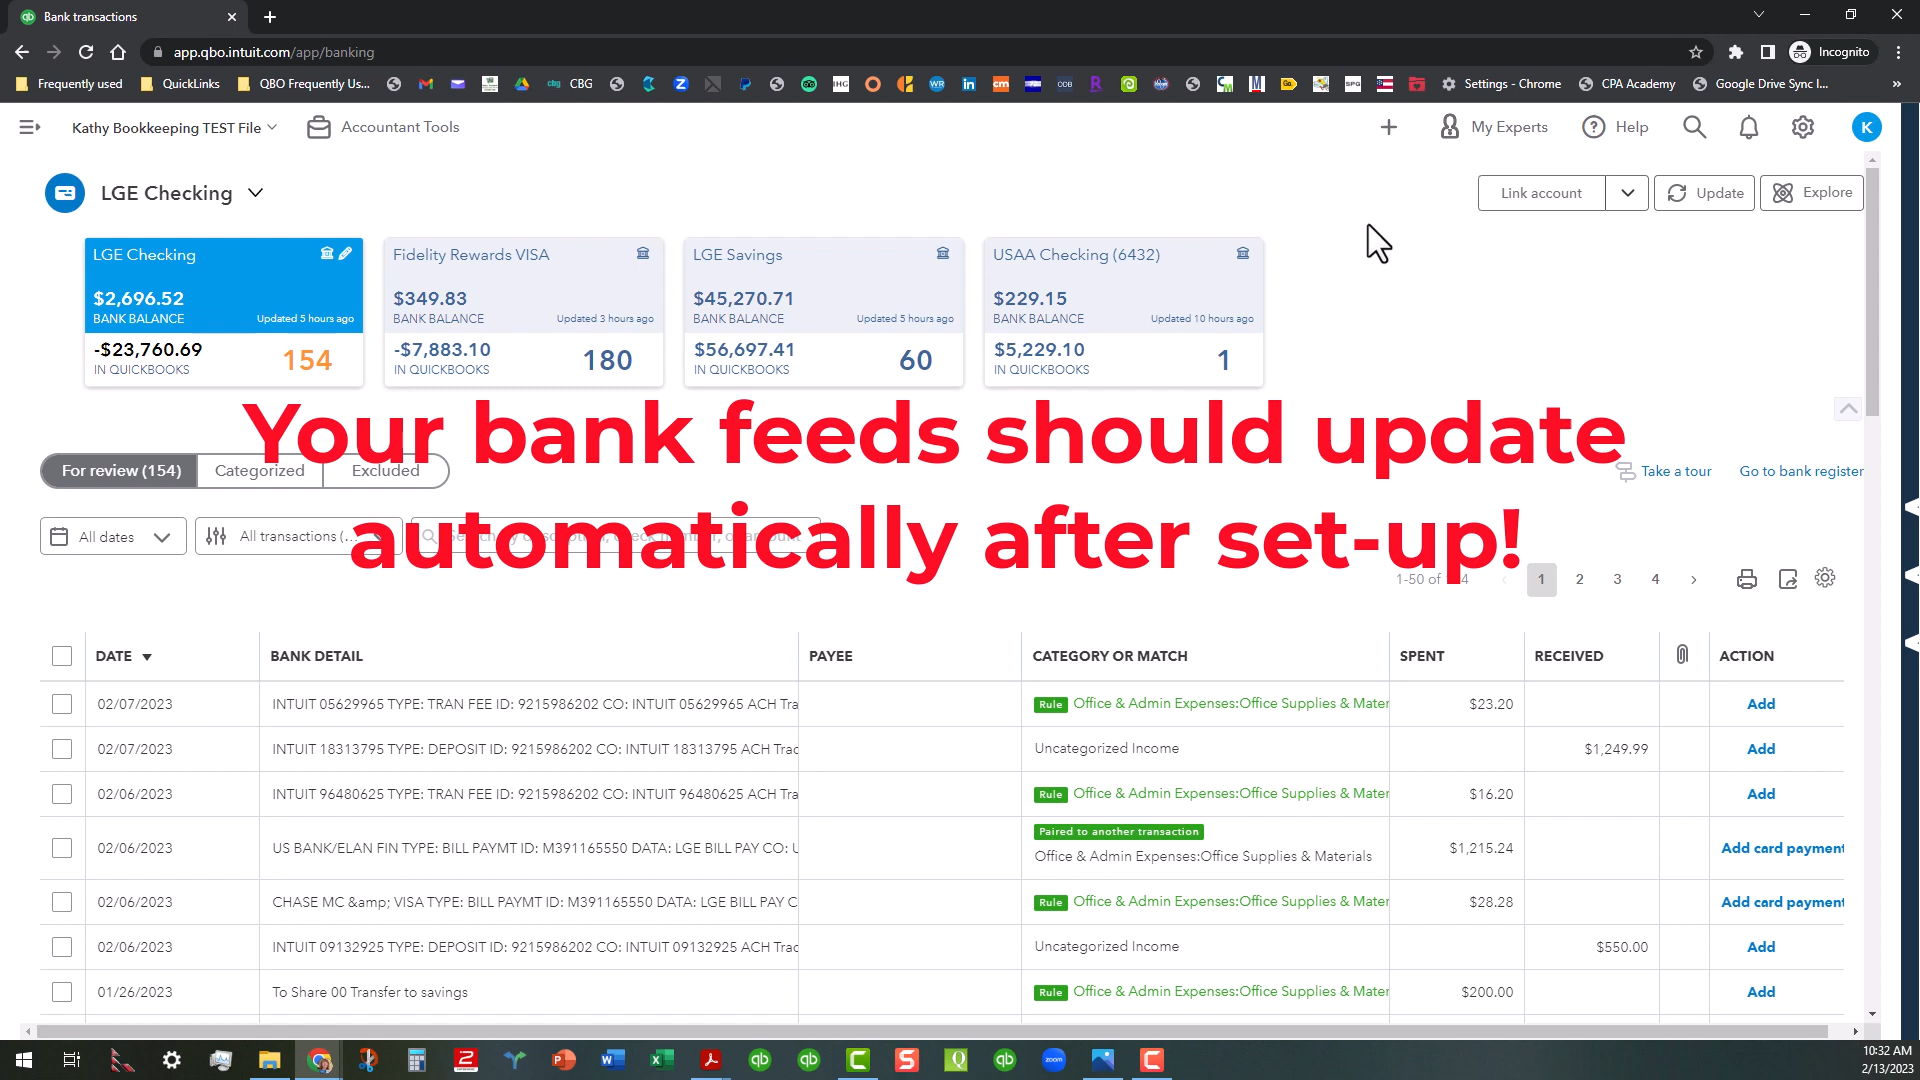 Bank transactions
app.qbo.intuit.com/app/banking
Incognito
Frequently used
QuickLinks
QBO Frequently Us...
CBG
Settings - Chrome
CPA Academy
Google Drive Sync I...
Kathy Bookkeeping TEST File
Accountant Tools
My Experts
Help
K
LGE Checking
Link account
Update
Explore
LGE Checking
$2,696.52
BANK BALANCE
Updated 5 hours ago
-$23,760.69
IN QUICKBOOKS
154
Fidelity Rewards VISA
$349.83
BANK BALANCE
Updated 3 hours ago
-$7,883.10
IN QUICKBOOKS
180
LGE Savings
$45,270.71
BANK BALANCE
Updated 5 hours ago
$56,697.41
IN QUICKBOOKS
60
USAA Checking (6432)
$229.15
BANK BALANCE
Updated 10 hours ago
$5,229.10
IN QUICKBOOKS
1
Your bank feeds should update
automatically after set-up!
For review (154)
Categorized
Excluded
Take a tour
Go to bank register
All dates
All transactions (...
1-50 of
1 2 3 4
DATE BANK DETAIL PAYEE CATEGORY OR MATCH SPENT RECEIVED ACTION
02/07/2023 INTUIT 05629965 TYPE: TRAN FEE ID: 9215986202 CO: INTUIT 05629965 ACH Tra Rule Office & Admin Expenses:Office Supplies & Mater $23.20 Add
02/07/2023 INTUIT 18313795 TYPE: DEPOSIT ID: 9215986202 CO: INTUIT 18313795 ACH Trac Uncategorized Income $1,249.99 Add
02/06/2023 INTUIT 96480625 TYPE: TRAN FEE ID: 9215986202 CO: INTUIT 96480625 ACH Tra Rule Office & Admin Expenses:Office Supplies & Mater $16.20 Add
Paired to another transaction
02/06/2023 US BANK/ELAN FIN TYPE: BILL PAYMT ID: M391165550 DATA: LGE BILL PAY CO: U Office & Admin Expenses:Office Supplies & Materials $1,215.24 Add card payment
02/06/2023 CHASE MC &amp; VISA TYPE: BILL PAYMT ID: M391165550 DATA: LGE BILL PAY C Rule Office & Admin Expenses:Office Supplies & Mater $28.28 Add card payment
02/06/2023 INTUIT 09132925 TYPE: DEPOSIT ID: 9215986202 CO: INTUIT 09132925 ACH Trac Uncategorized Income $550.00 Add
01/26/2023 To Share 00 Transfer to savings Rule Office & Admin Expenses:Office Supplies & Mater $200.00 Add
10:32 AM
2/13/2023